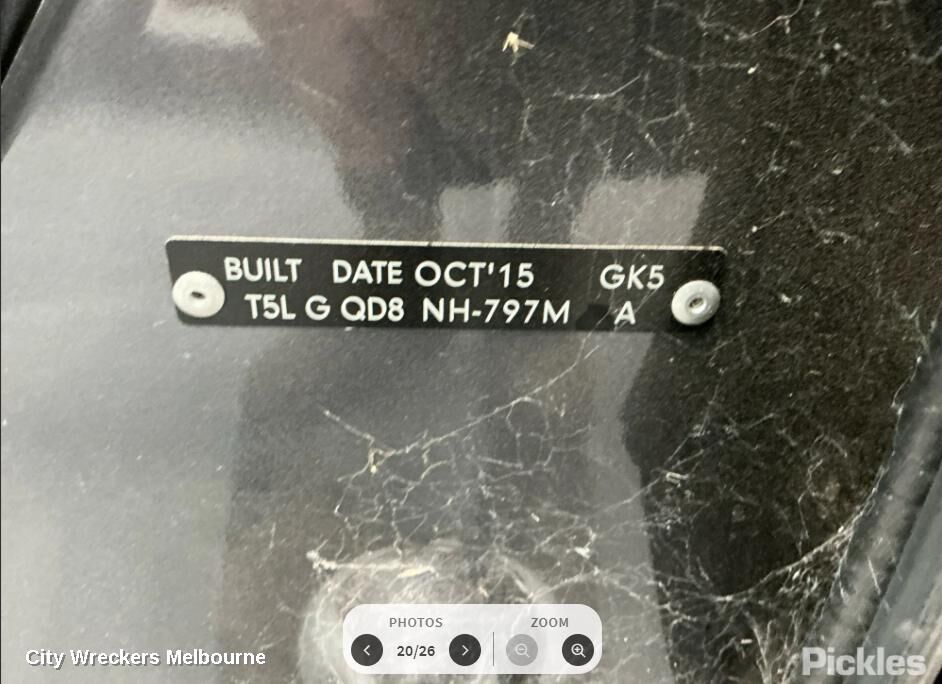 BUILT DATE OCT'15 GK5
T5L G QD8 NH-797M A
PHOTOS ZOOM
20/26
City Wreckers Melbourne
Pickles